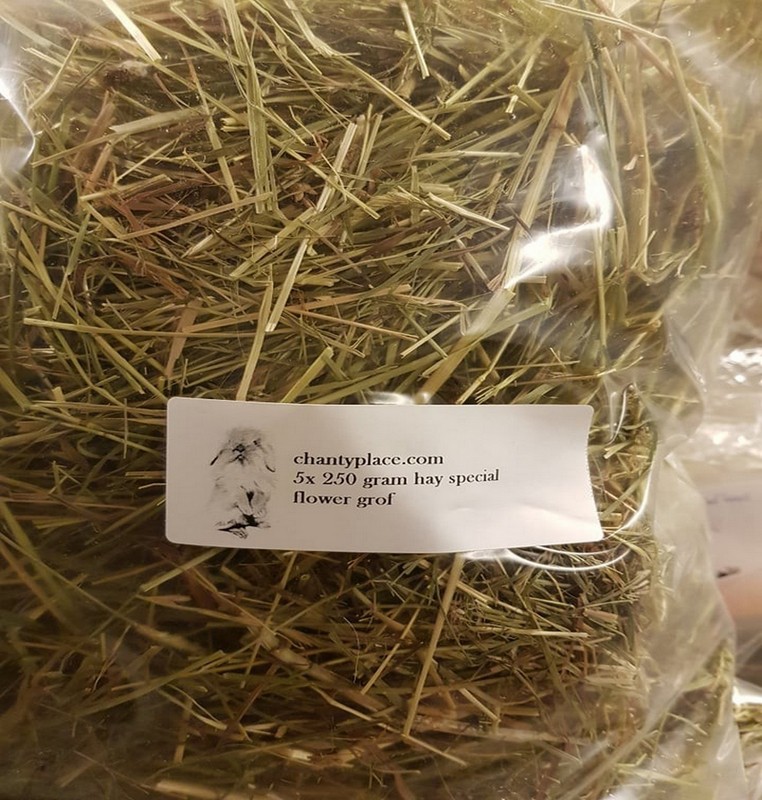 chantyplace.com
5x 250 gram hay special
flower grof